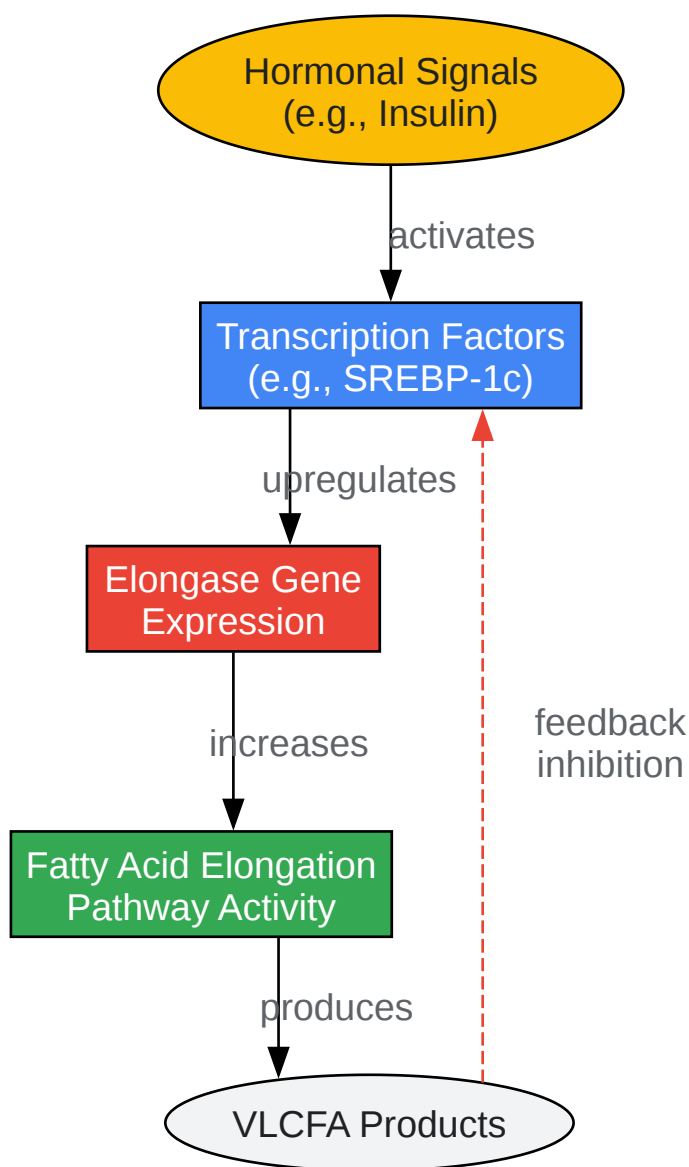 Hormonal Signals
(e.g., Insulin)
activates
Transcription Factors
(e.g., SREBP-1c)
upregulates
Elongase Gene
Expression
increases
feedback
inhibition
Fatty Acid Elongation
Pathway Activity
produces
VLCFA Products